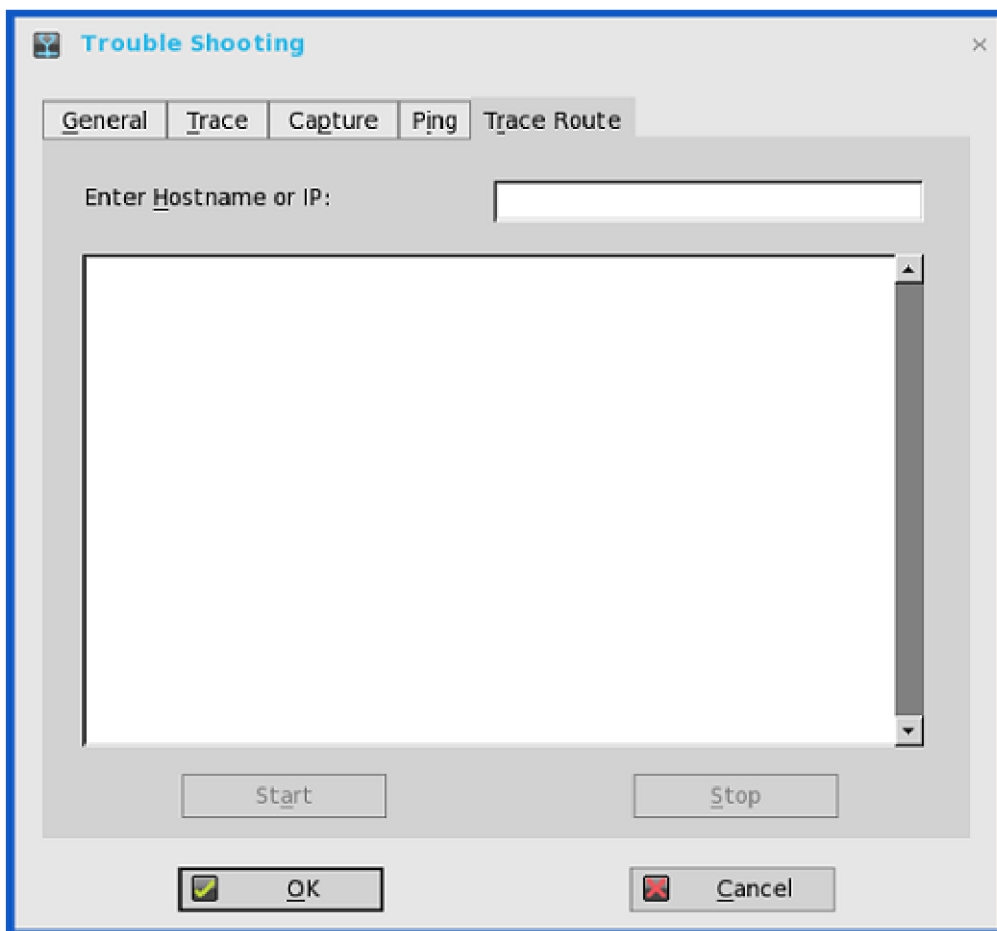 Trouble Shooting
General Trace Capture Ping Trace Route
Enter Hostname or IP:
Start Stop
OK Cancel